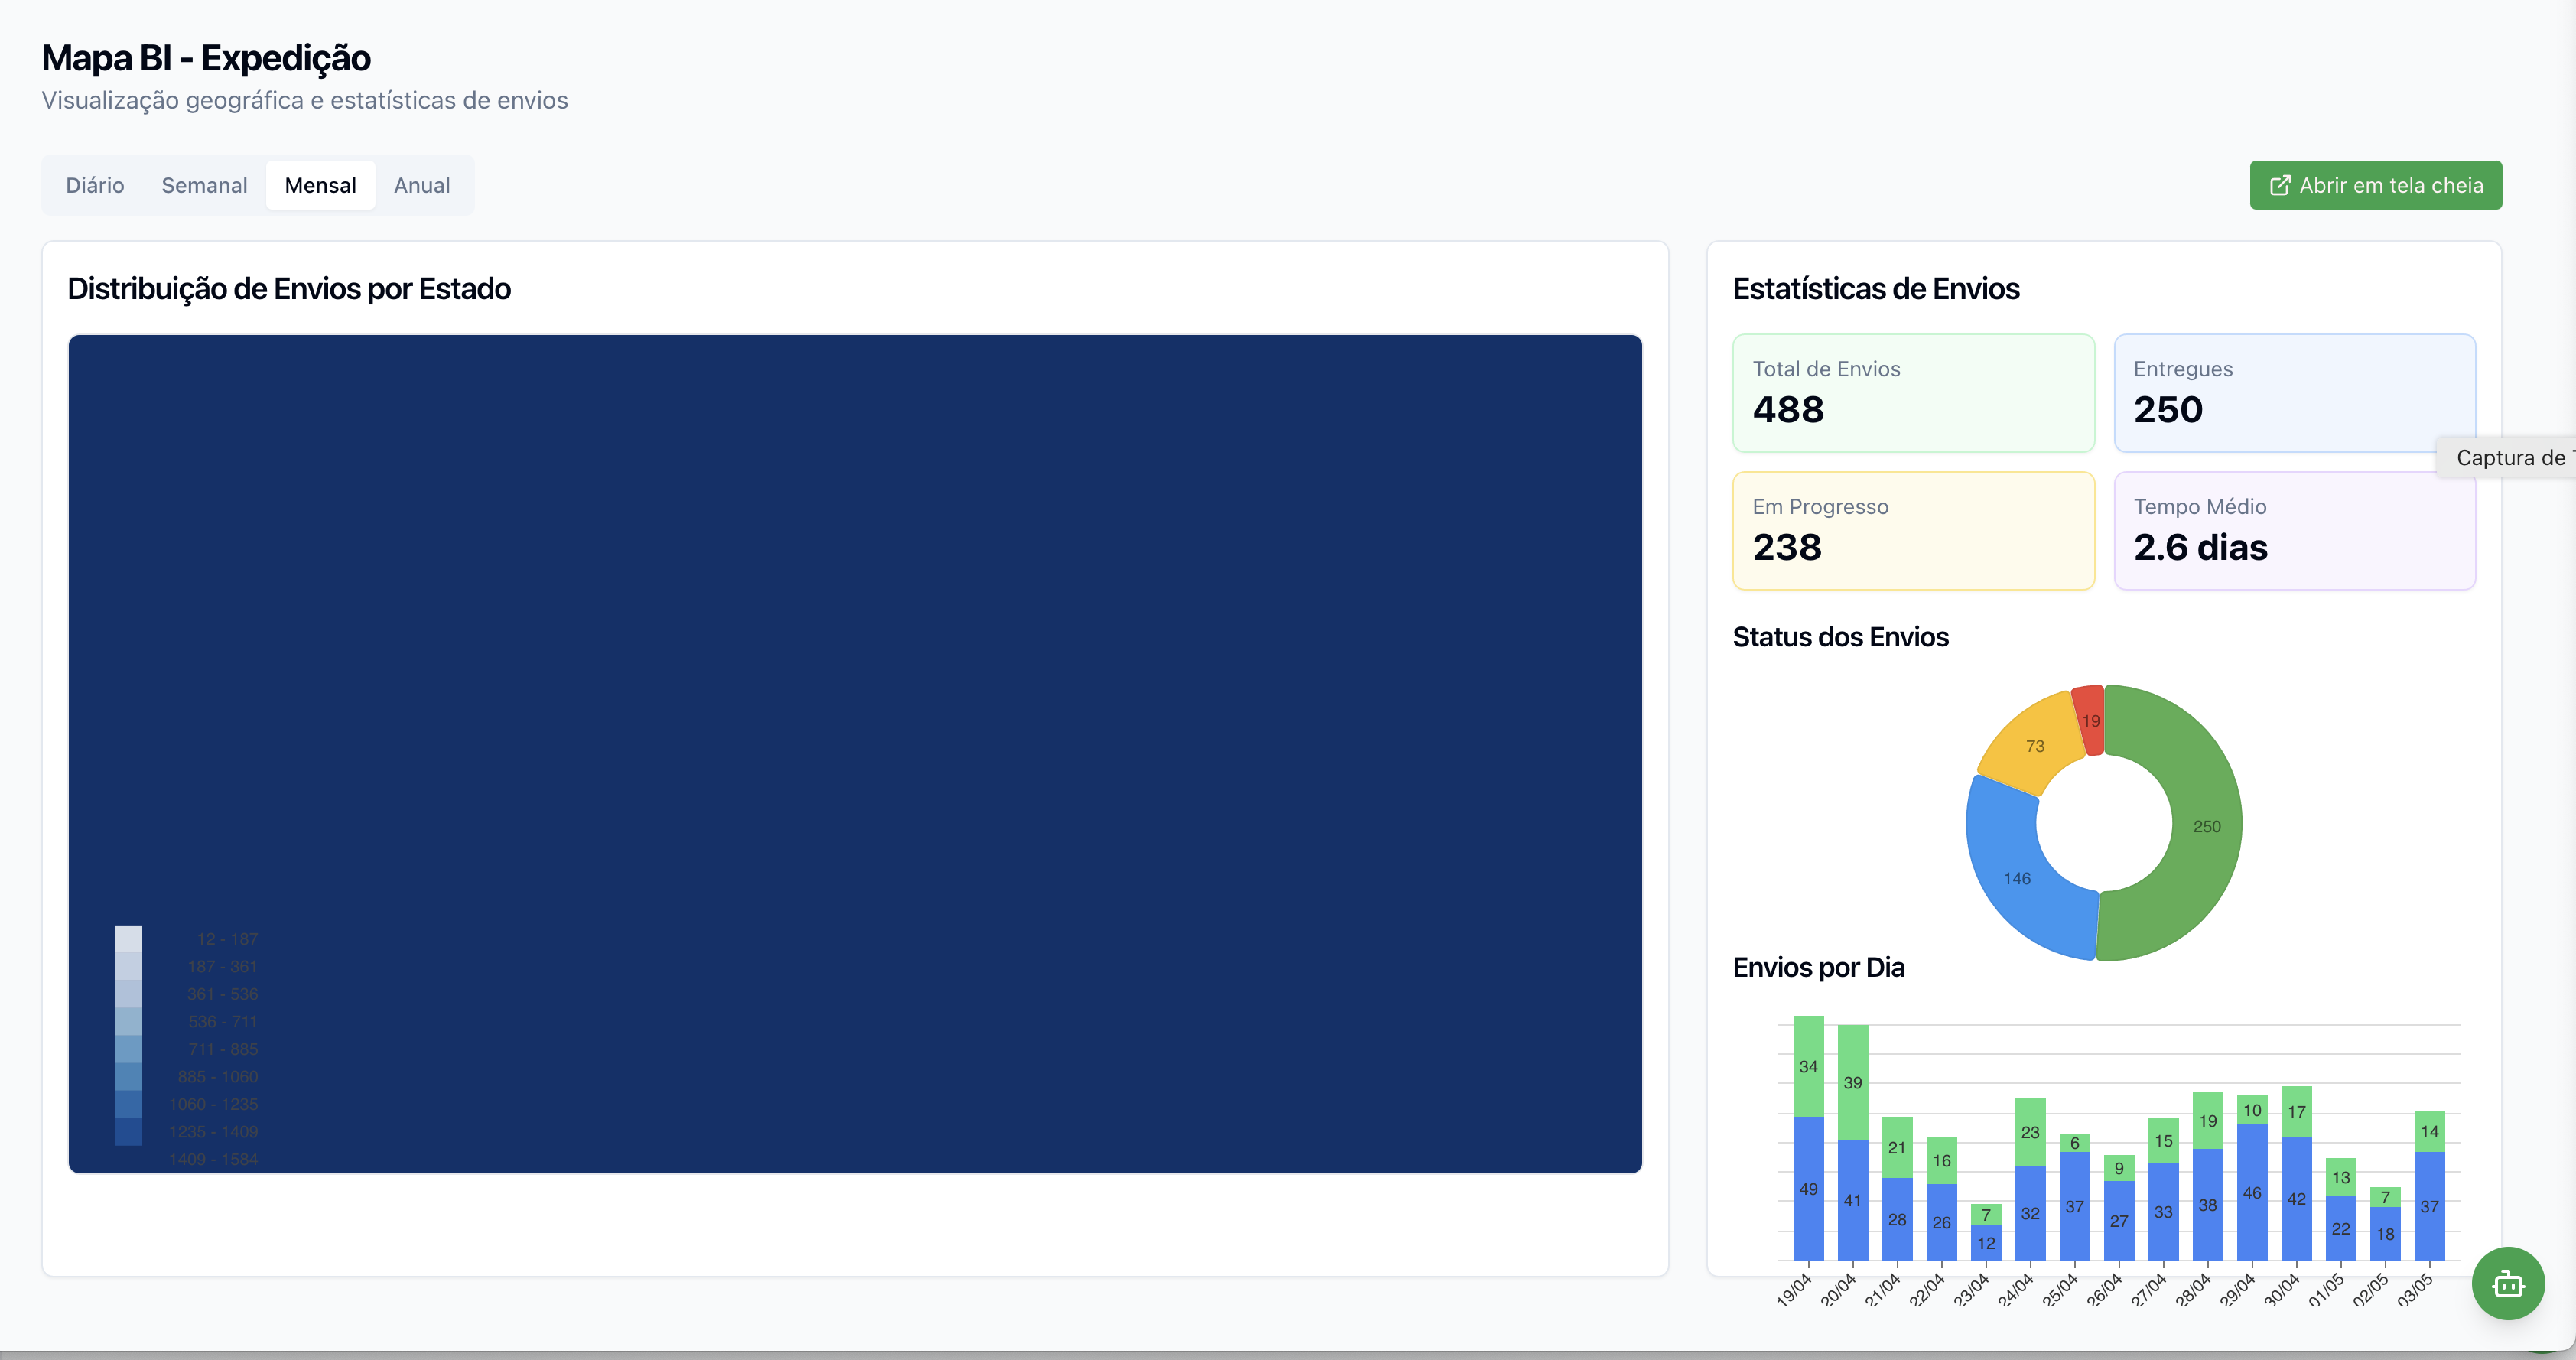 Mapa BI - Expedição
Visualização geográfica e estatísticas de envios
Diário Semanal Mensal Anual
Abrir em tela cheia
Distribuição de Envios por Estado
12 - 187
187 - 361
361 - 536
536 - 711
711 - 885
885 - 1060
1060 - 1235
1235 - 1409
1409 - 1584
Estatísticas de Envios
Total de Envios
488
Entregues
250
Captura de
Em Progresso
238
Tempo Médio
2.6 dias
Status dos Envios
19
73
250
146
Envios por Dia
34 39 21 16 7 23 6 9 15 19 10 17 13 7 14
49 41 28 26 12 32 37 27 33 38 46 42 22 18 37
19/04 20/04 21/04 22/04 23/04 24/04 25/04 26/04 27/04 28/04 29/04 30/04 01/05 02/05 03/05